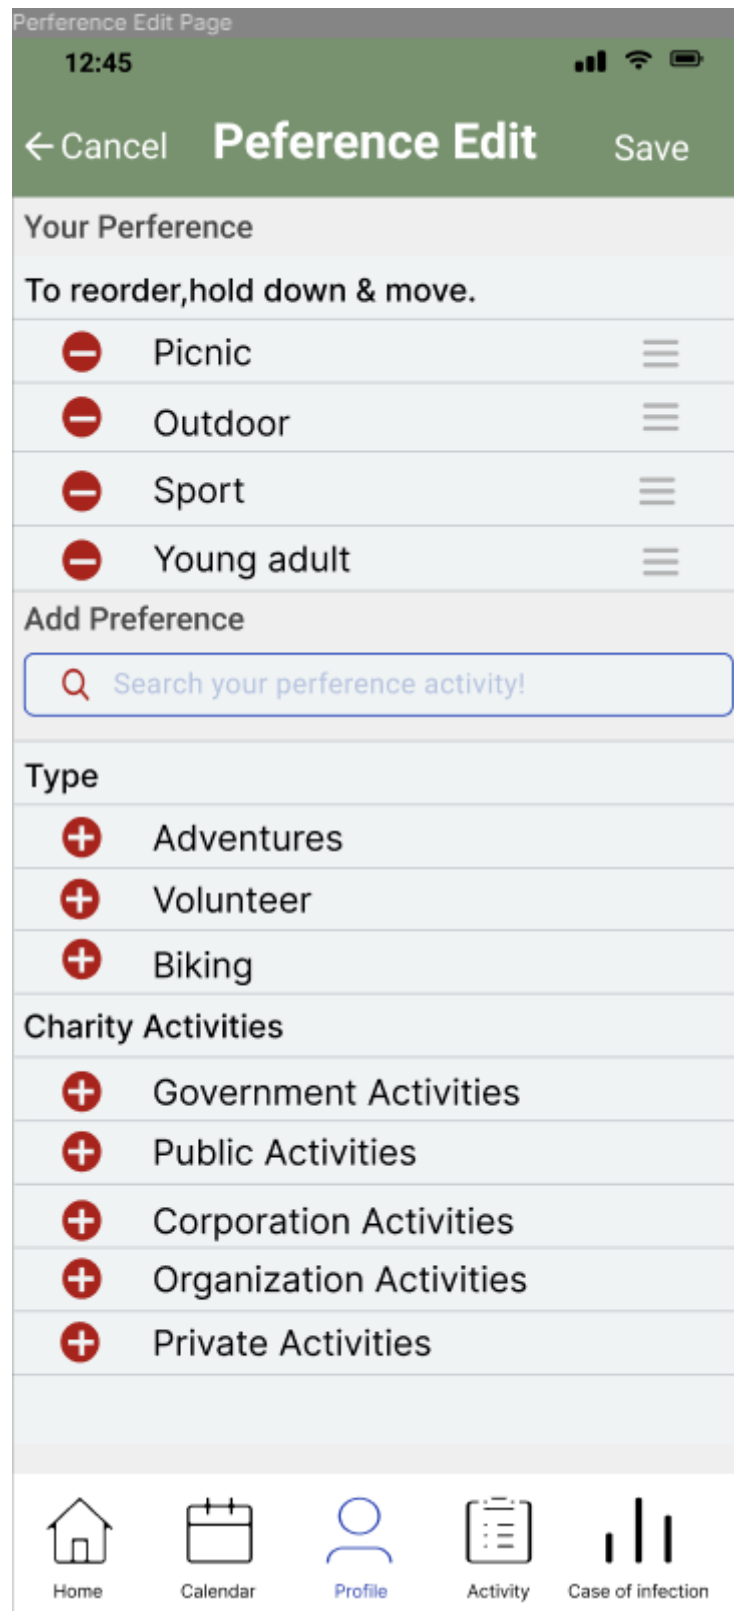 Perference Edit Page
12:45
Cancel Peference Edit Save
Your Perference
To reorder,hold down & move.
Picnic
Outdoor
Sport
Young adult
Add Preference
Search your perference activity!
Type
Adventures
Volunteer
Biking
Charity Activities
Government Activities
Public Activities
Corporation Activities
Organization Activities
Private Activities
Home Calendar Profile Activity Case of infection